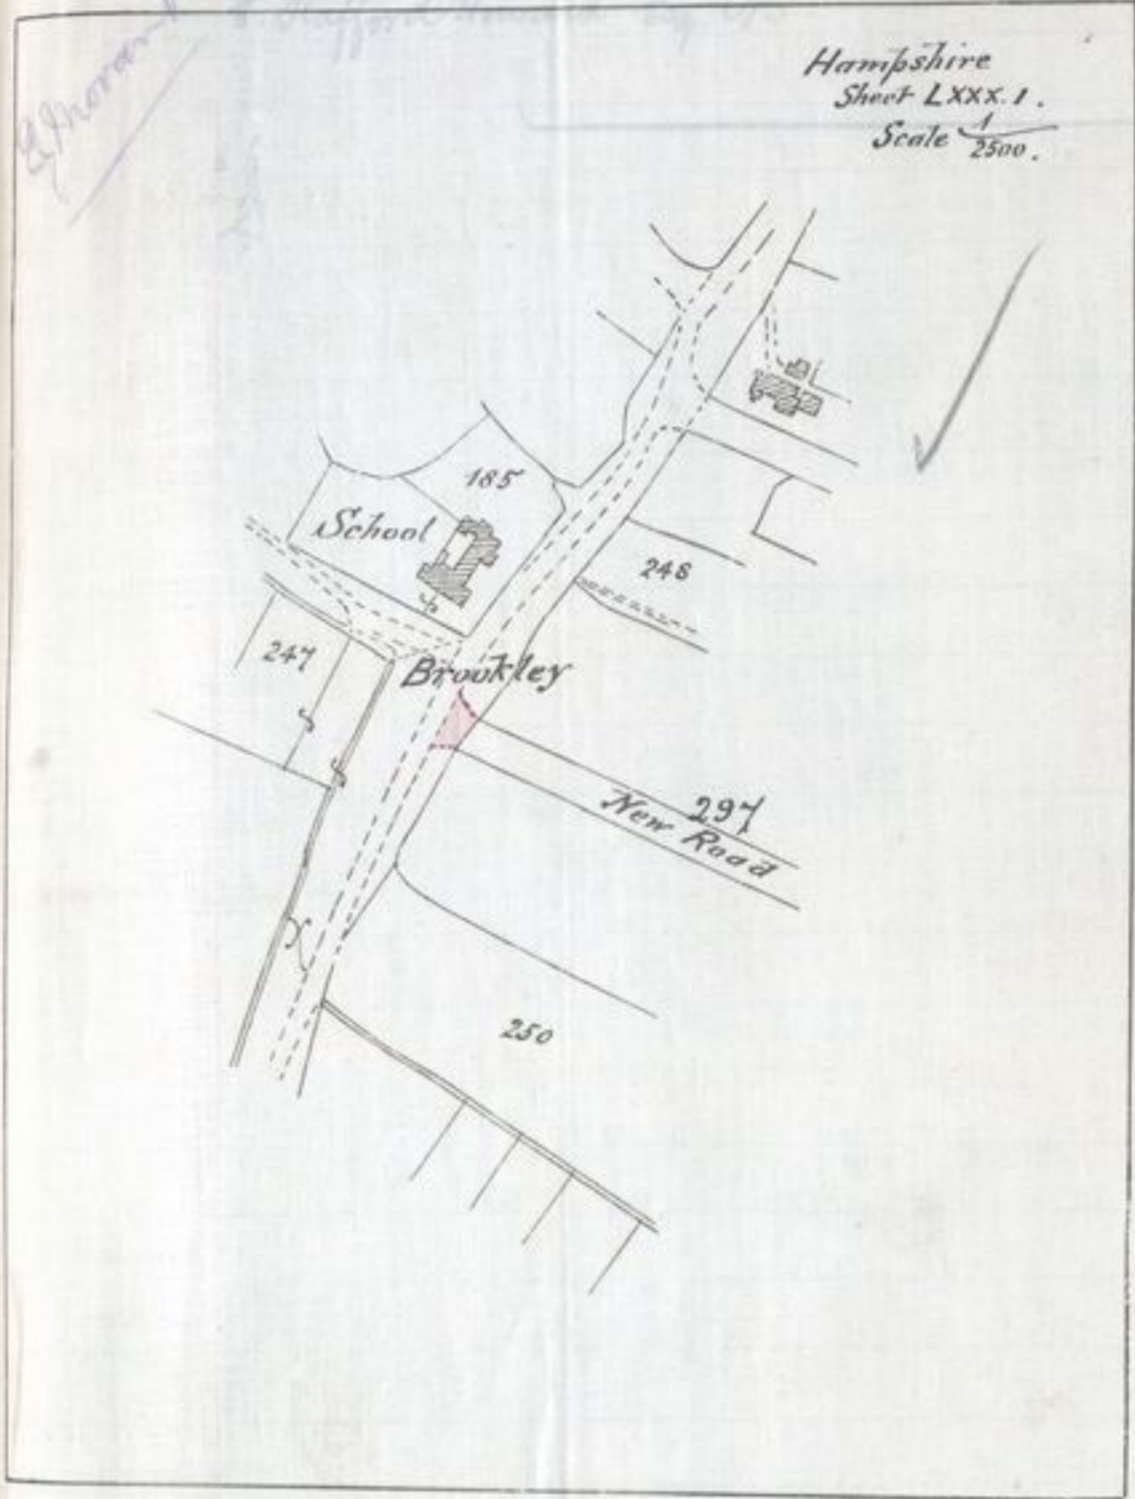 Hampshire
Sheet LXXX.1.
Scale 1/2500.
185
School
248
247
Brookley
297
New Road
250